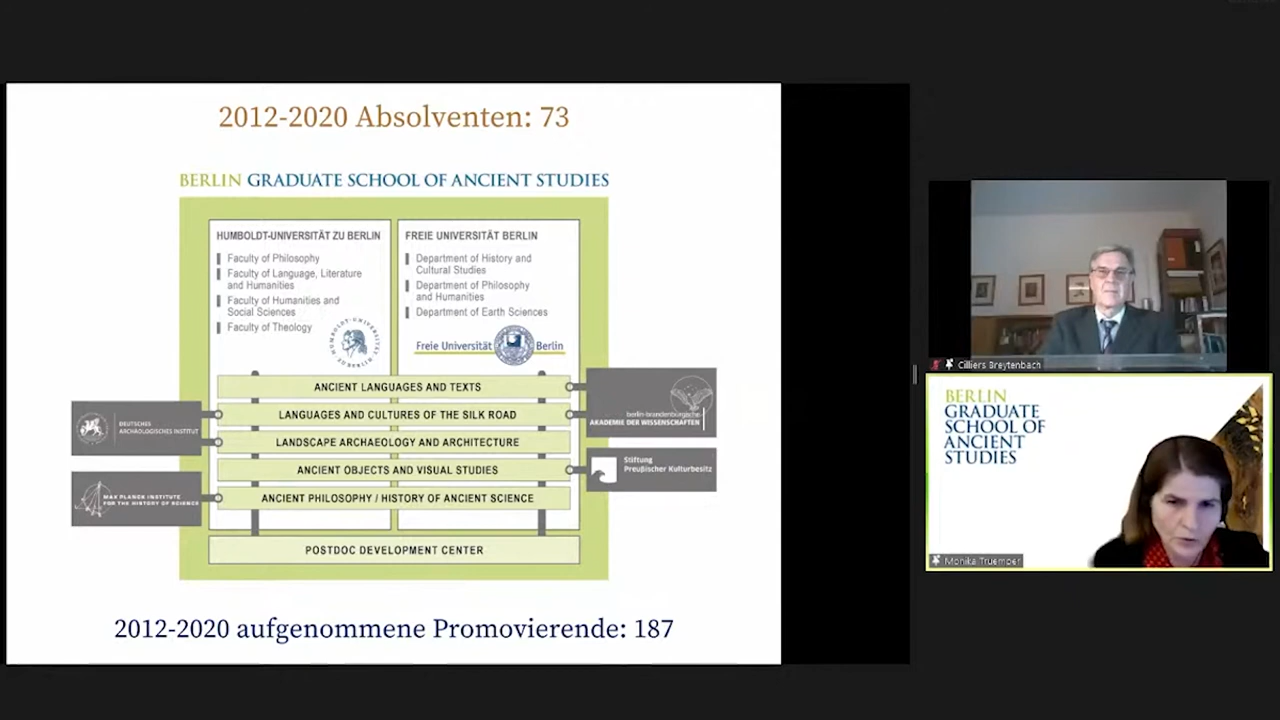 2012-2020 Absolventen: 73
BERLIN GRADUATE SCHOOL OF ANCIENT STUDIES
HUMBOLDT-UNIVERSITÄT ZU BERLIN
Faculty of Philosophy
Faculty of Language, Literature
and Humanities
Faculty of Humanities and
Social Sciences
Faculty of Theology
FREIE UNIVERSITÄT BERLIN
Department of History and
Cultural Studies
Department of Philosophy
and Humanities
Department of Earth Sciences
Freie Universität Berlin
ANCIENT LANGUAGES AND TEXTS
LANGUAGES AND CULTURES OF THE SILK ROAD
LANDSCAPE ARCHAEOLOGY AND ARCHITECTURE
ANCIENT OBJECTS AND VISUAL STUDIES
ANCIENT PHILOSOPHY / HISTORY OF ANCIENT SCIENCE
POSTDOC DEVELOPMENT CENTER
DEUTSCHES
ARCHÄOLOGISCHES INSTITUT
MAX PLANCK INSTITUTE
FOR THE HISTORY OF SCIENCE
berlin-brandenburgische
AKADEMIE DER WISSENSCHAFTEN
Stiftung
Preußischer Kulturbesitz
2012-2020 aufgenommene Promovierende: 187
Cilliers Breytenbach
BERLIN
GRADUATE
SCHOOL OF
ANCIENT
STUDIES
Monika Truemper